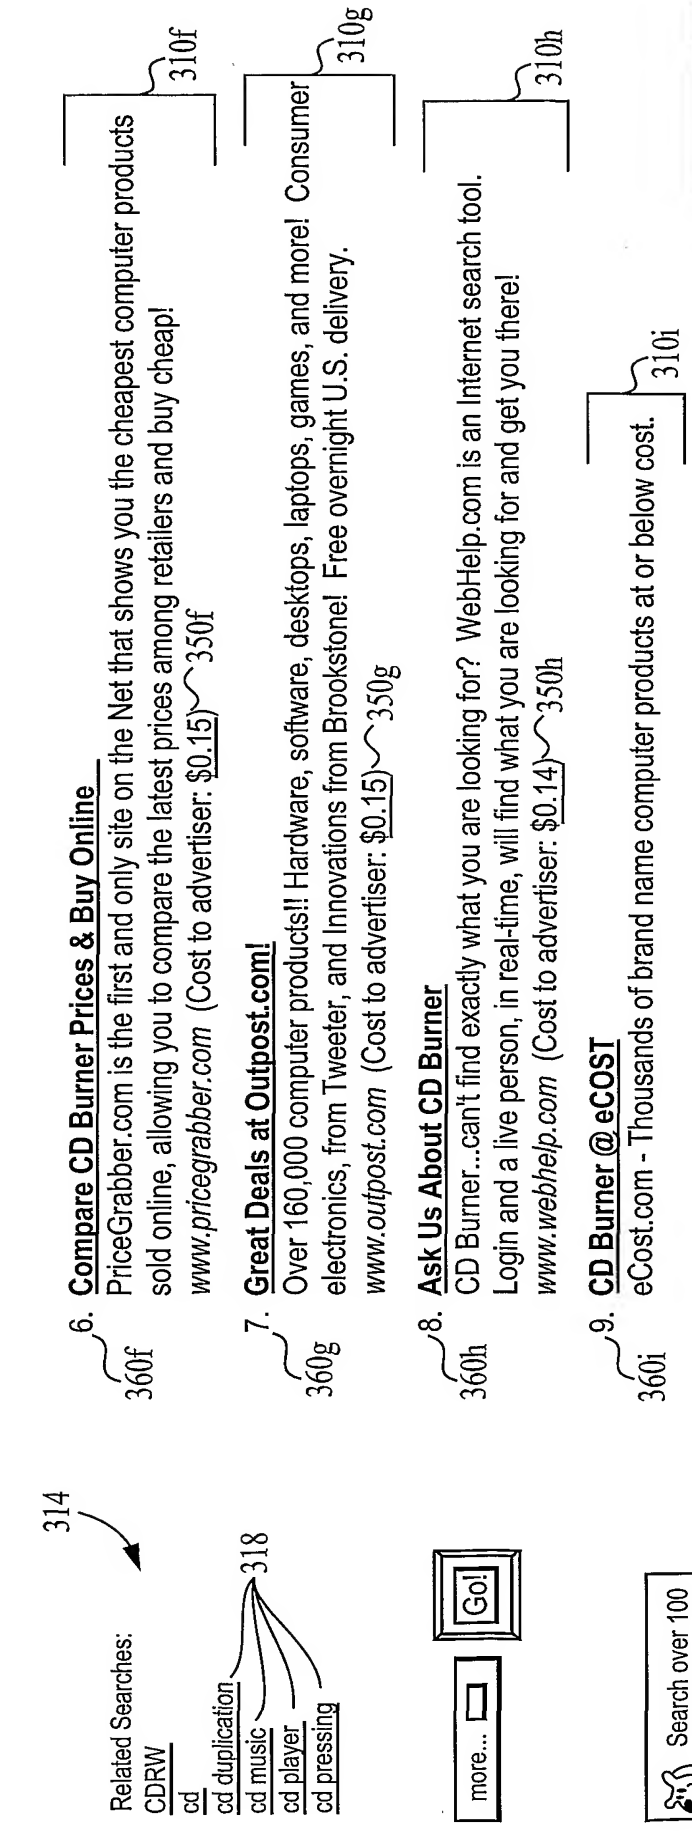 314
Related Searches:
CDRW
cd
cd duplication
cd music
cd player
cd pressing
318
more...
Go!
Search over 100
6. Compare CD Burner Prices & Buy Online
PriceGrabber.com is the first and only site on the Net that shows you the cheapest computer products
sold online, allowing you to compare the latest prices among retailers and buy cheap!
www.pricegrabber.com (Cost to advertiser: $0.15) 350f
360f
310f
7. Great Deals at Outpost.com!
Over 160,000 computer products!! Hardware, software, desktops, laptops, games, and more! Consumer
electronics, from Tweeter, and Innovations from Brookstone! Free overnight U.S. delivery.
www.outpost.com (Cost to advertiser: $0.15) 350g
360g
310g
8. Ask Us About CD Burner
CD Burner...can't find exactly what you are looking for? WebHelp.com is an Internet search tool.
Login and a live person, in real-time, will find what you are looking for and get you there!
www.webhelp.com (Cost to advertiser: $0.14) 350h
360h
310h
9. CD Burner @ eCOST
eCost.com - Thousands of brand name computer products at or below cost.
360i
310i